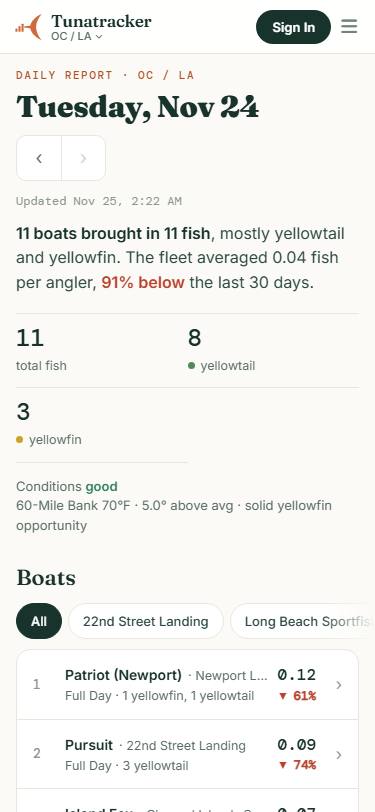 Tunatracker
OC / LA
Sign In
DAILY REPORT · OC / LA
Tuesday, Nov 24
Updated Nov 25, 2:22 AM
11 boats brought in 11 fish, mostly yellowtail
and yellowfin. The fleet averaged 0.04 fish
per angler, 91% below the last 30 days.
11
total fish
8
yellowtail
3
yellowfin
Conditions good
60-Mile Bank 70°F · 5.0° above avg · solid yellowfin
opportunity
Boats
All
22nd Street Landing
Long Beach Sportfis
1
Patriot (Newport) · Newport L...
0.12
Full Day · 1 yellowfin, 1 yellowtail
▼ 61%
2
Pursuit · 22nd Street Landing
0.09
Full Day · 3 yellowtail
▼ 74%